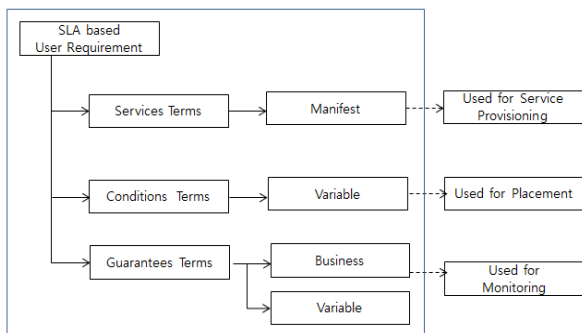 SLA based
User Requirement
Services Terms
Manifest
Used for Service
Provisioning
Conditions Terms
Variable
Used for Placement
Guarantees Terms
Business
Used for
Monitoring
Variable